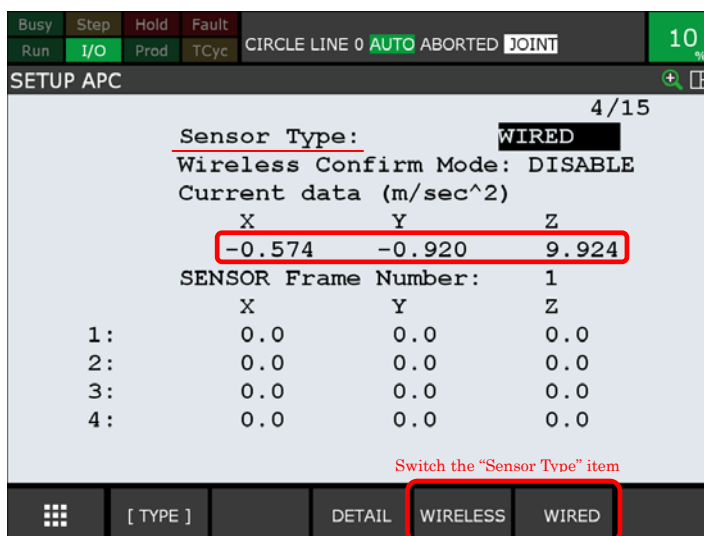 Busy Step Hold Fault
Run I/O Prod TCyc
CIRCLE LINE 0 AUTO ABORTED JOINT
10
%
SETUP APC
4/15
Sensor Type: WIRED
Wireless Confirm Mode: DISABLE
Current data (m/sec^2)
X Y Z
-0.574 -0.920 9.924
SENSOR Frame Number: 1
X Y Z
1: 0.0 0.0 0.0
2: 0.0 0.0 0.0
3: 0.0 0.0 0.0
4: 0.0 0.0 0.0
Switch the “Sensor Type” item
[ TYPE ] DETAIL WIRELESS WIRED